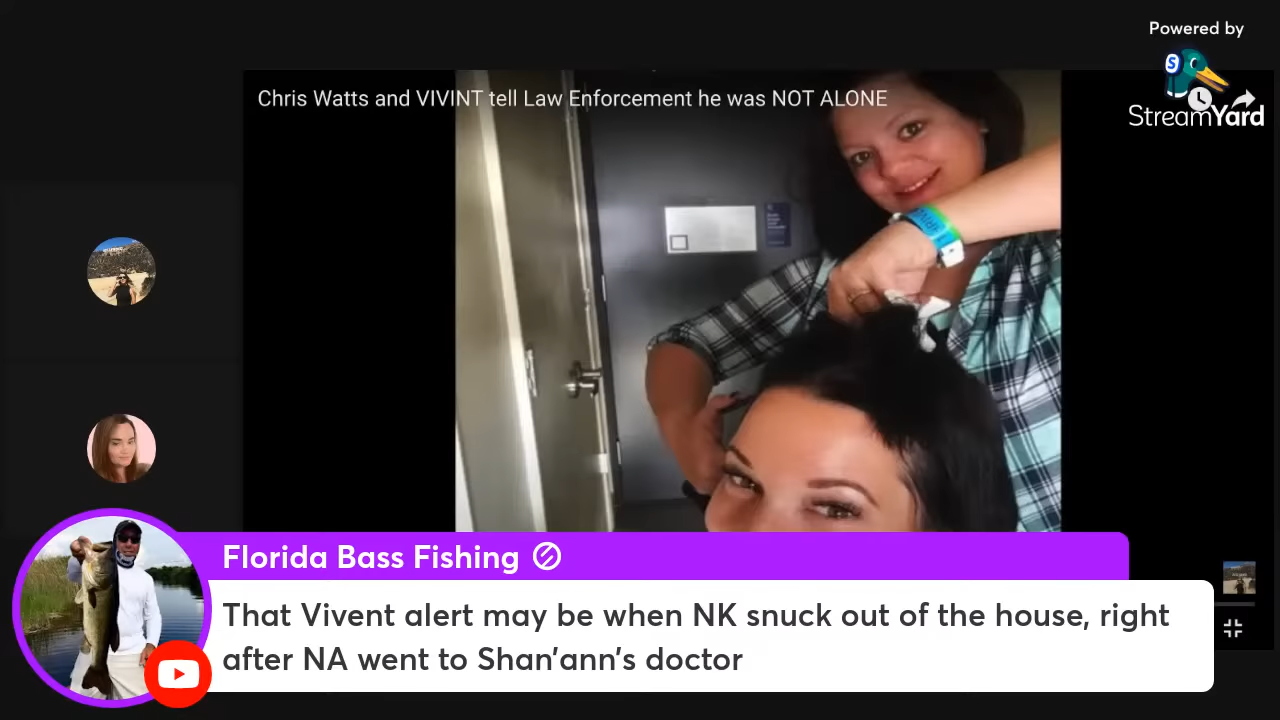 Powered by
StreamYard
Chris Watts and VIVINT tell Law Enforcement he was NOT ALONE
Florida Bass Fishing
That Vivent alert may be when NK snuck out of the house, right
after NA went to Shan'ann's doctor